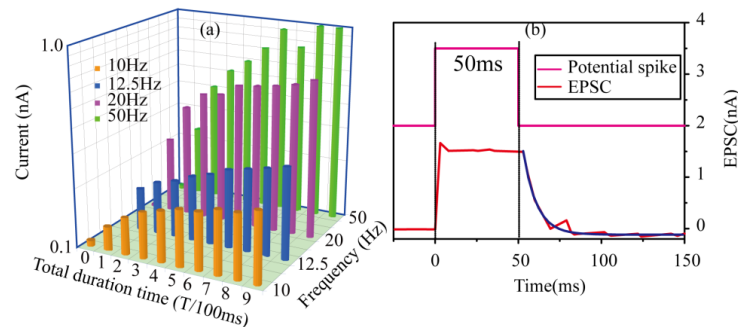 (a)
1.0
10Hz
12.5Hz
20Hz
50Hz
Current (nA)
0.1
0 1 2 3 4 5 6 7 8 9
Total duration time (T/100ms)
10 12.5 20 50
Frequency (Hz)
(b)
50ms
Potential spike
EPSC
4
3
2
1
0
EPSC(nA)
0 50 100 150
Time(ms)